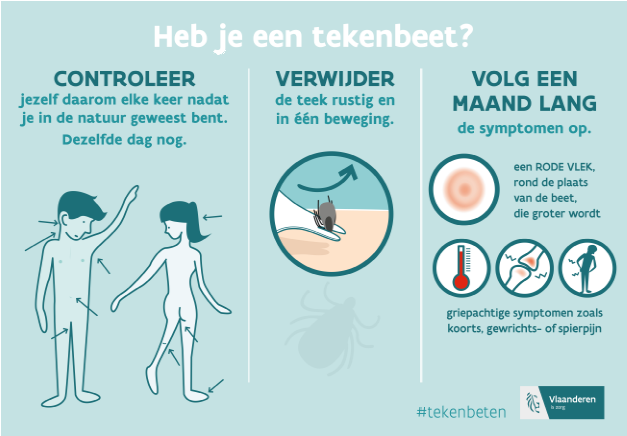 Heb je een tekenbeet?
CONTROLEER
jezelf daarom elke keer nadat
je in de natuur geweest bent.
Dezelfde dag nog.
VERWIJDER
de teek rustig en
in één beweging.
VOLG EEN
MAAND LANG
de symptomen op.
een RODE VLEK,
rond de plaats
van de beet,
die groter wordt
griepachtige symptomen zoals
koorts, gewrichts- of spierpijn
#tekenbeten
Vlaanderen
is zorg